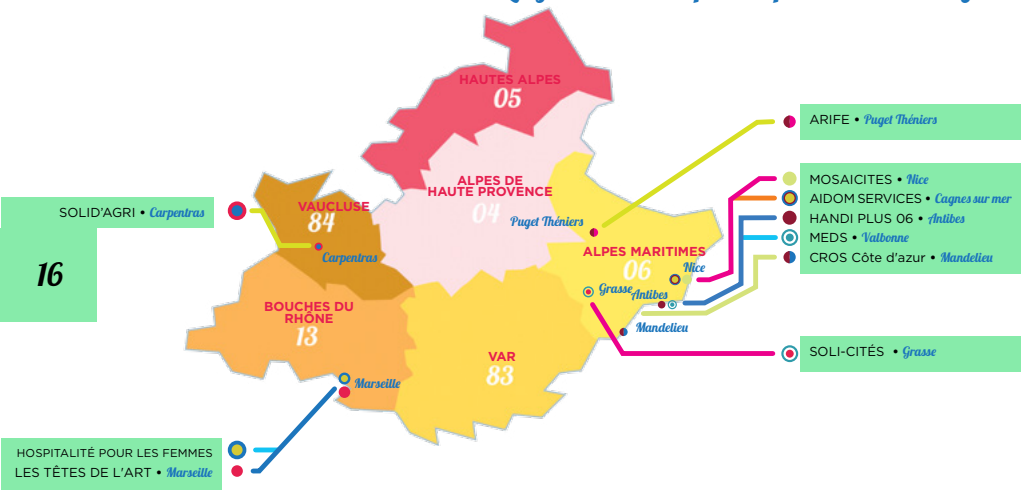 HAUTES ALPES
05
ARIFE • Puget Théniers
ALPES DE
HAUTE PROVENCE
04
MOSAICITES • Nice
AIDOM SERVICES • Cagnes sur mer
HANDI PLUS 06 • Antibes
MEDS • Valbonne
CROS Côte d'azur • Mandelieu
VAUCLUSE
84
SOLID'AGRI • Carpentras
Puget Théniers
Carpentras
ALPES MARITIMES
06
Nice
16
Grasse
Antibes
BOUCHES DU
RHÔNE
13
Mandelieu
VAR
83
SOLI-CITÉS • Grasse
Marseille
HOSPITALITÉ POUR LES FEMMES
LES TÊTES DE L'ART • Marseille